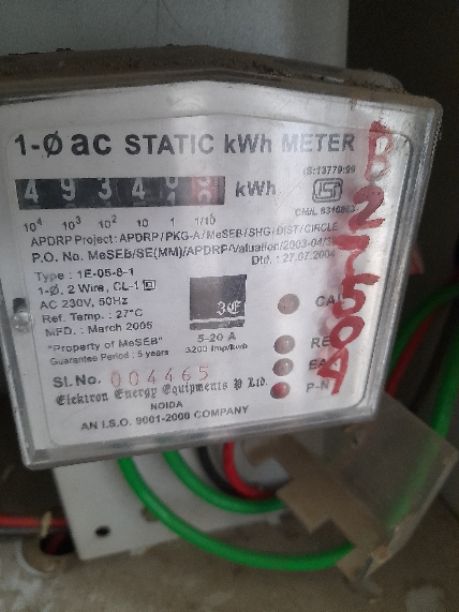 1-Ø ac STATIC kWh METER
IS:13779:99
4 9 3 4 kWh
CM/L
10⁴ 10³ 10² 10 1 1/10
APDRP Project: APDRP/PKG-A/MeSEB/SHG-DIST/CIRCLE
P.O. No. MeSEB/SE(MM)/APDRP/Valuation/2003-04/
Dtd. : 27.07.2004
Type : 1E-05-8-1
1-Ø, 2 Wire, CL-1
AC 230V, 50Hz
Ref. Temp. : 27°C
MFD. : March 2005
"Property of MeSEB"
Guarantee Period : 5 years
3E
5-20 A
3200 imp/kwh
CAL
RE
EA
P-N
Sl. No. 004465
Elektron Energy Equipments P Ltd.
NOIDA
AN I.S.O. 9001-2000 COMPANY